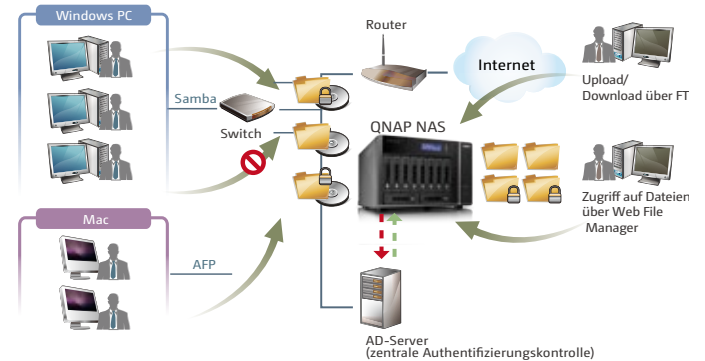 Windows PC
Router
Internet
Upload/
Download über FT
Samba
Switch
QNAP NAS
Zugriff auf Dateien
über Web File
Manager
Mac
AFP
AD-Server
(zentrale Authentifizierungskontrolle)